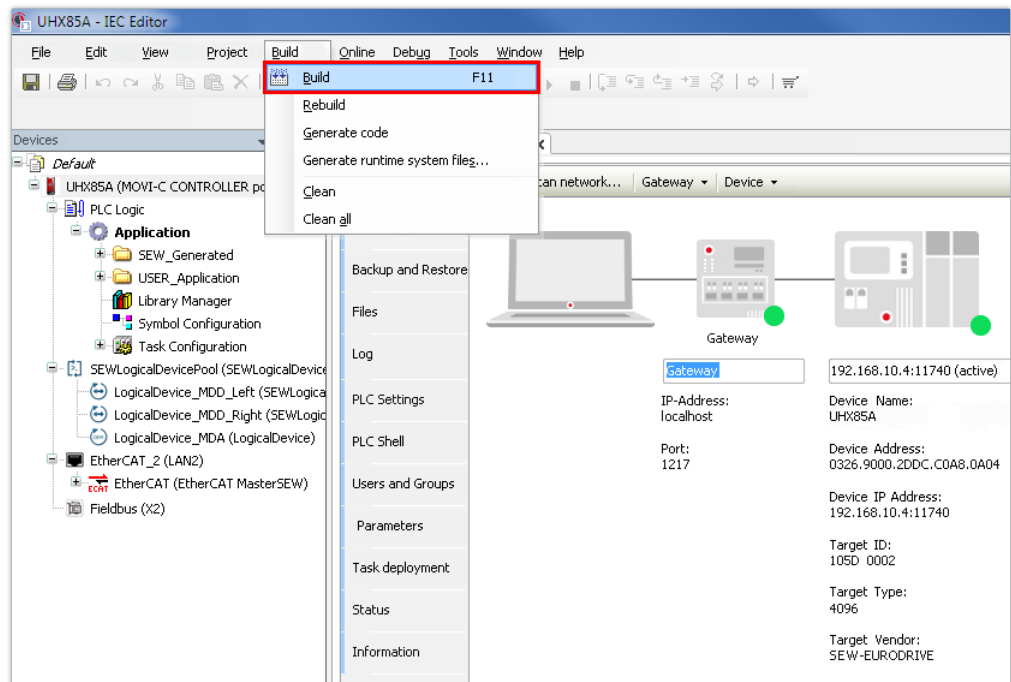 UHX85A - IEC Editor
File Edit View Project Build Online Debug Tools Window Help
Build F11
Rebuild
Generate code
Generate runtime system files...
Clean
Clean all
Devices
Default
UHX85A (MOVI-C CONTROLLER
PLC Logic
Application
SEW_Generated
USER_Application
Library Manager
Symbol Configuration
Task Configuration
SEWLogicalDevicePool (SEWLogicalDevice
LogicalDevice_MDD_Left (SEWLogica
LogicalDevice_MDD_Right (SEWLogic
LogicalDevice_MDA (LogicalDevice)
EtherCAT_2 (LAN2)
ECAT EtherCAT (EtherCAT MasterSEW)
Fieldbus (X2)
network... Gateway Device
Backup and Restore
Files
Log
PLC Settings
PLC Shell
Users and Groups
Parameters
Task deployment
Status
Information
Gateway
Gateway
IP-Address:
localhost
Port:
1217
192.168.10.4:11740 (active)
Device Name:
UHX85A
Device Address:
0326.9000.2DDC.C0A8.0A04
Device IP Address:
192.168.10.4:11740
Target ID:
105D 0002
Target Type:
4096
Target Vendor:
SEW-EURODRIVE